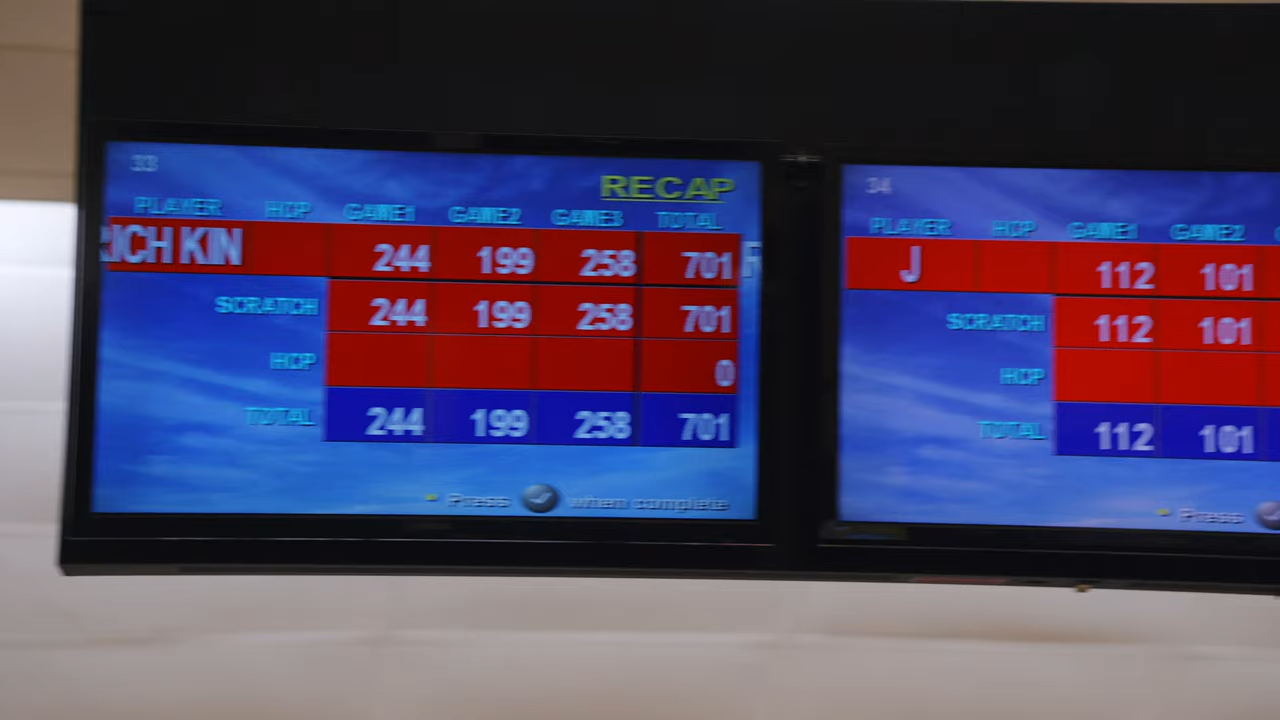 33
RECAP
PLAYER HCP GAME1 GAME2 GAME3 TOTAL
RICH KIN 244 199 258 701 R
SCRATCH 244 199 258 701
HCP 0
TOTAL 244 199 258 701
Press when complete
34
PLAYER HCP GAME1 GAME2
J 112 101
SCRATCH 112 101
HCP
TOTAL 112 101
Press